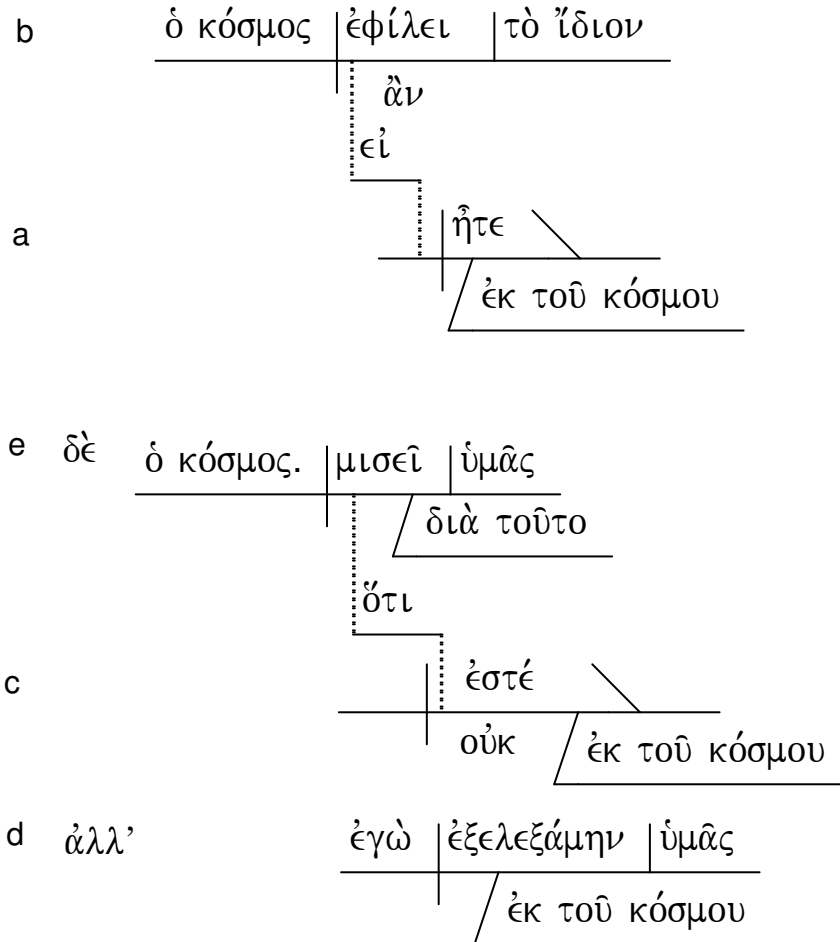 b ὁ κόσμος ἐφίλει τὸ ἴδιον
ἂν
εἰ
a ἦτε
ἐκ τοῦ κόσμου
e δὲ ὁ κόσμος. μισεῖ ὑμᾶς
διὰ τοῦτο
ὅτι
c ἐστέ
οὐκ ἐκ τοῦ κόσμου
d ἀλλ’ ἐγὼ ἐξελεξάμην ὑμᾶς
ἐκ τοῦ κόσμου